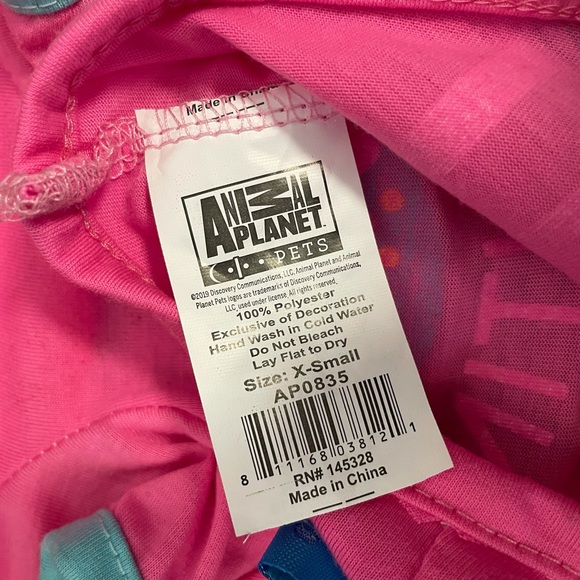 Made in
ANIMAL
PLANET
PETS
©2019 Discovery Communications, LLC, Animal Planet and Animal
Planet Pets logos are trademarks of Discovery Communications,
LLC, used under license. All rights reserved.
100% Polyester
Exclusive of Decoration
Hand Wash in Cold Water
Do Not Bleach
Lay Flat to Dry
Size: X-Small
AP0835
8 11168 03812 1
RN# 145328
Made in China